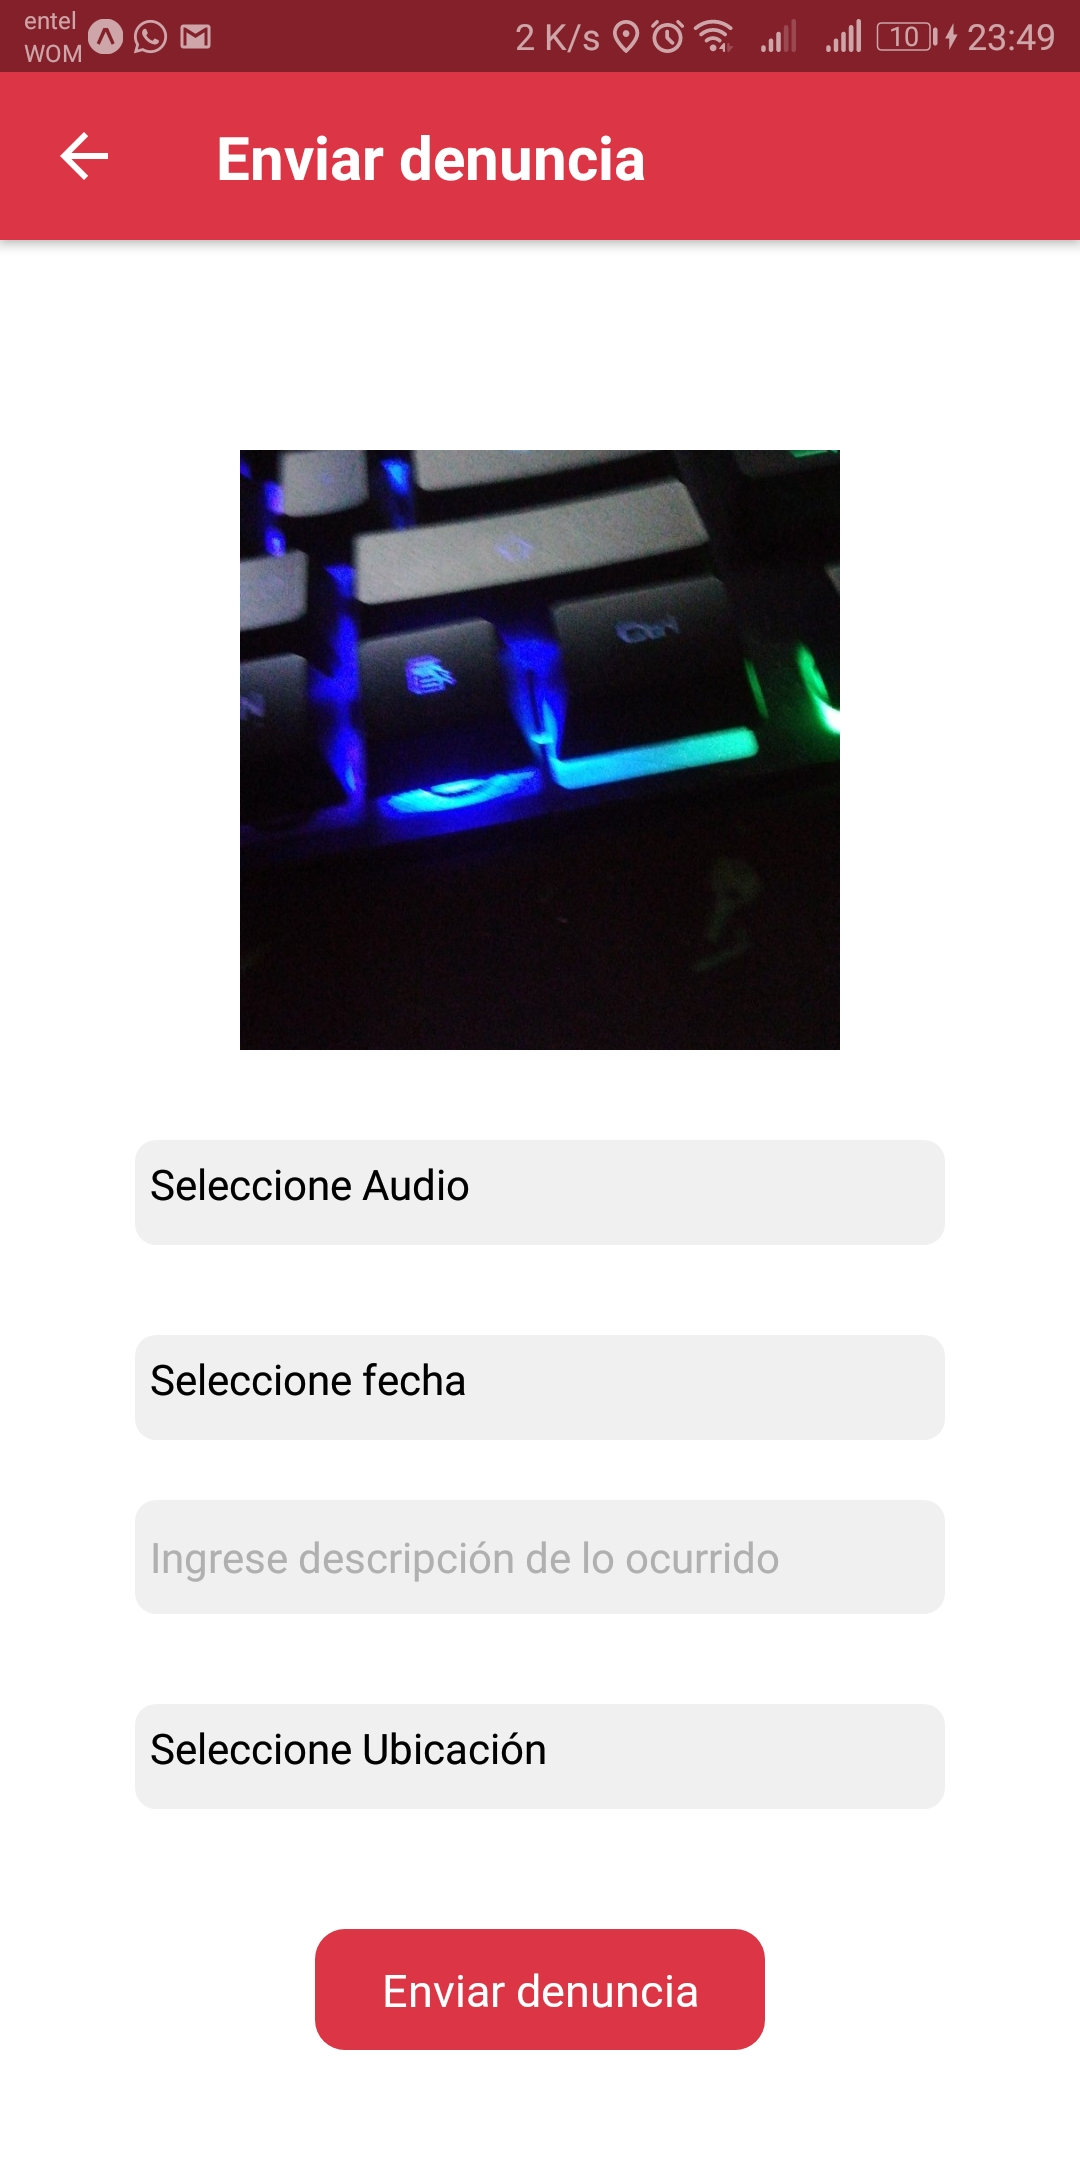 entel
WOM
2 K/s
10
23:49
Enviar denuncia
Ctrl
Seleccione Audio
Seleccione fecha
Ingrese descripción de lo ocurrido
Seleccione Ubicación
Enviar denuncia